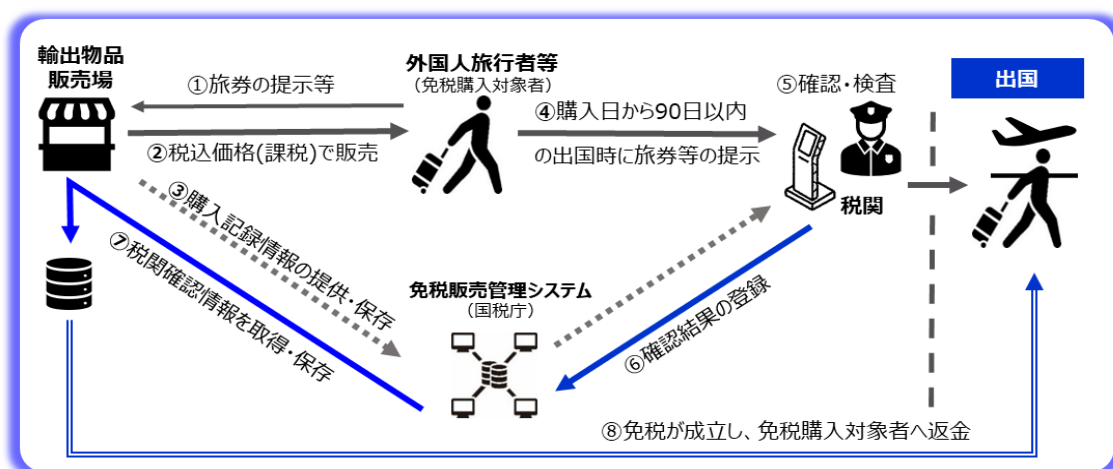 輸出物品
販売場
①旅券の提示等
②税込価格(課税)で販売
外国人旅行者等
(免税購入対象者)
④購入日から90日以内
の出国時に旅券等の提示
⑤確認・検査
税関
出国
③購入記録情報の提供・保存
⑦税関確認情報を取得・保存
免税販売管理システム
(国税庁)
⑥確認結果の登録
⑧免税が成立し、免税購入対象者へ返金